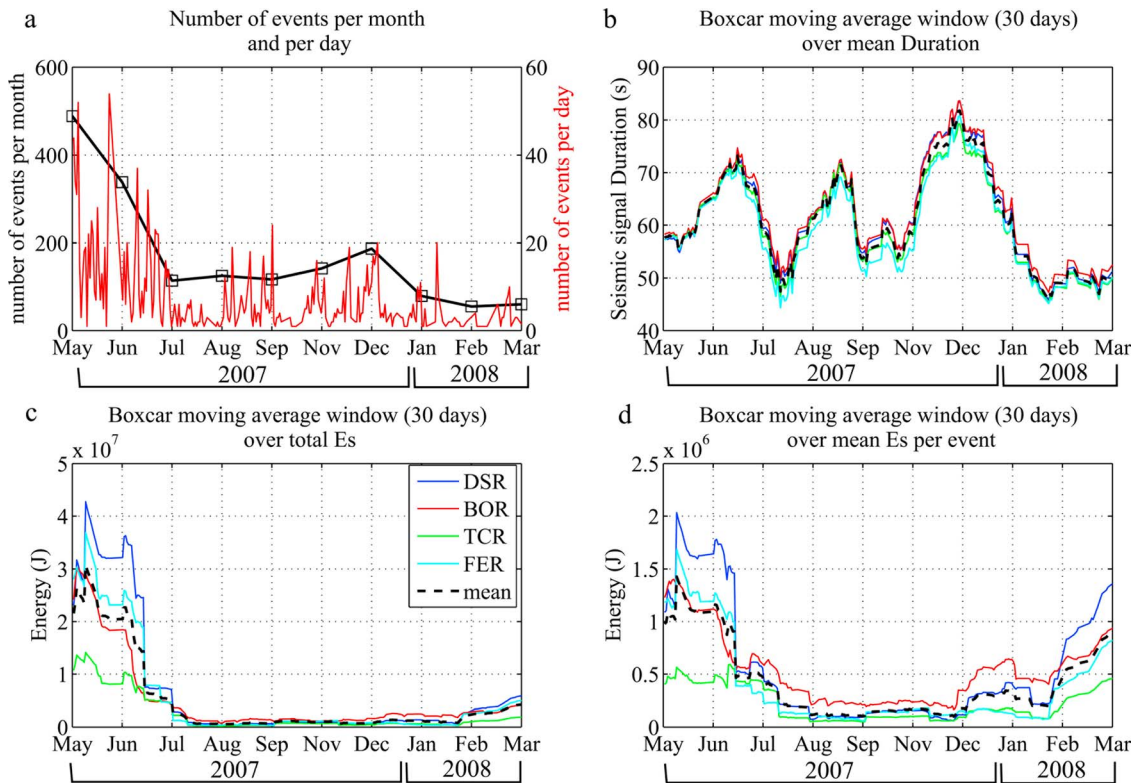 a
Number of events per month
and per day
number of events per month
600
400
200
0
60
40
20
0
number of events per day
May Jun Jul Aug Sep Nov Dec Jan Feb Mar
2007 2008
b
Boxcar moving average window (30 days)
over mean Duration
Seismic signal Duration (s)
90
80
70
60
50
40
May Jun Jul Aug Sep Nov Dec Jan Feb Mar
2007 2008
c
Boxcar moving average window (30 days)
over total Es
x 10^7
Energy (J)
5
4
3
2
1
0
DSR
BOR
TCR
FER
mean
May Jun Jul Aug Sep Nov Dec Jan Feb Mar
2007 2008
d
Boxcar moving average window (30 days)
over mean Es per event
x 10^6
Energy (J)
2.5
2
1.5
1
0.5
0
May Jun Jul Aug Sep Nov Dec Jan Feb Mar
2007 2008